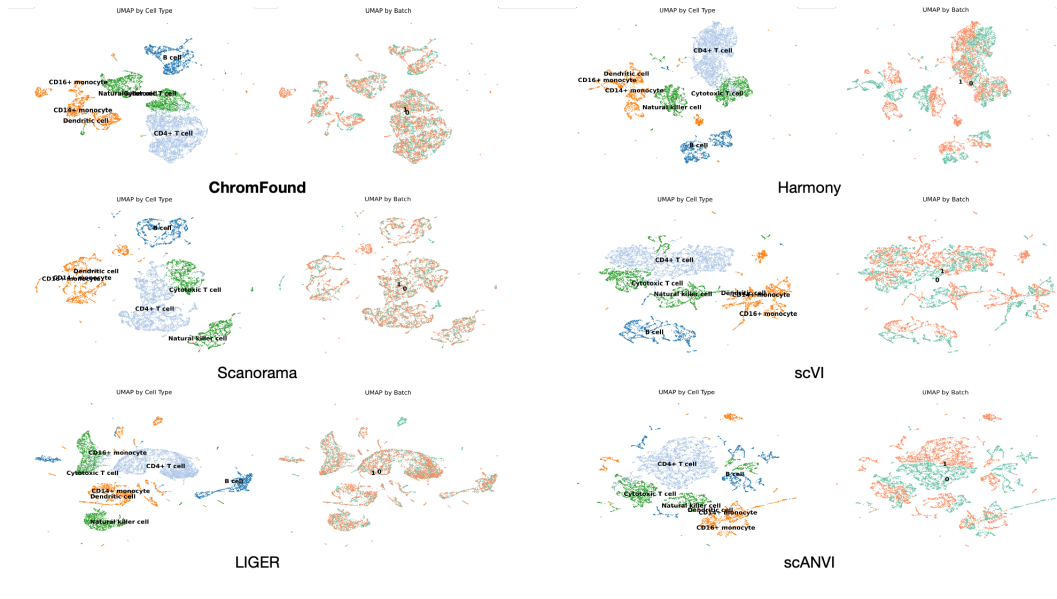 UMAP by Cell Type
UMAP by Batch
UMAP by Cell Type
UMAP by Batch
B cell
CD16+ monocyte
Natural
T cell
CD14+ monocyte
Dendritic cell
CD4+ T cell
1
0
CD4+ T cell
Dendritic cell
CD16+ monocyte
CD14+ monocyte
Cytotoxic T cell
Natural killer cell
B cell
1 0
ChromFound
Harmony
UMAP by Cell Type
UMAP by Batch
UMAP by Cell Type
UMAP by Batch
B cell
Dendritic cell
monocyte
Cytotoxic T cell
CD4+ T cell
Natural killer cell
1
0
CD4+ T cell
Cytotoxic T cell
Natural killer cell
monocyte
CD16+ monocyte
B cell
1
0
Scanorama
scVI
UMAP by Cell Type
UMAP by Batch
UMAP by Cell Type
UMAP by Batch
CD16+ monocyte
CD4+ T cell
Cytotoxic T cell
B cell
CD14+ monocyte
Dendritic cell
Natural killer cell
1 0
CD4+ T cell
B cell
Cytotoxic T cell
Natural killer cell
Dendritic cell
monocyte
CD16+ monocyte
1
0
LIGER
scANVI